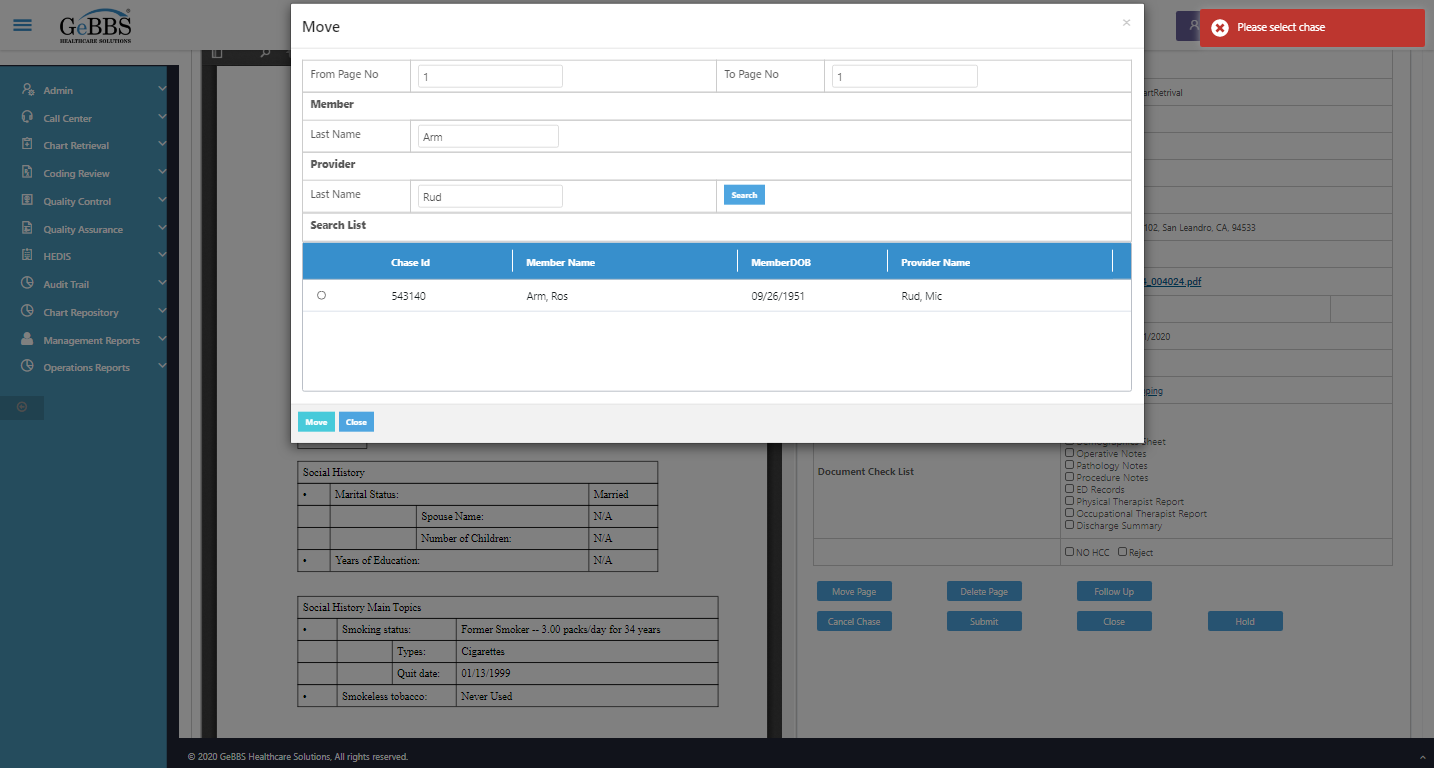 GeBBS
HEALTHCARE SOLUTIONS
Move
×
Please select chase
From Page No
1
To Page No
1
Member
Last Name
Arm
Provider
Last Name
Rud
Search
Search List
Chase Id
Member Name
MemberDOB
Provider Name
543140
Arm, Ros
09/26/1951
Rud, Mic
Move
Close
Admin
Call Center
Chart Retrieval
Coding Review
Quality Control
Quality Assurance
HEDIS
Audit Trail
Chart Repository
Management Reports
Operations Reports
artRetrival
102, San Leandro, CA, 94533
_004024.pdf
1/2020
ping
Social History
• Marital Status: Married
Spouse Name: N/A
Number of Children: N/A
• Years of Education: N/A
Social History Main Topics
• Smoking status: Former Smoker -- 3.00 packs/day for 34 years
Types: Cigarettes
Quit date: 01/13/1999
• Smokeless tobacco: Never Used
Document Check List
Demographics Sheet
Operative Notes
Pathology Notes
Procedure Notes
ED Records
Physical Therapist Report
Occupational Therapist Report
Discharge Summary
NO HCC
Reject
Move Page
Delete Page
Follow Up
Cancel Chase
Submit
Close
Hold
© 2020 GeBBS Healthcare Solutions, All rights reserved.